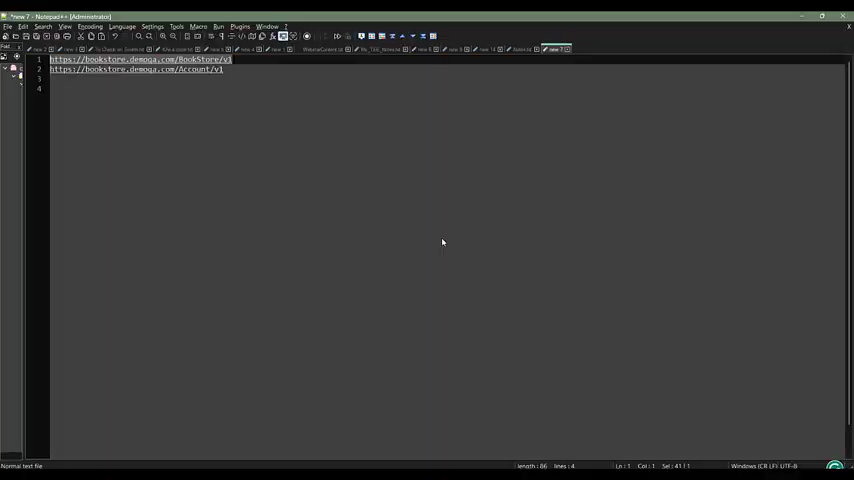 *new 7 - Notepad++ [Administrator]
File Edit Search View Encoding Language Settings Tools Macro Run Plugins Window ?
X
new 7
1 https://bookstore.demoqa.com/BookStore/v1
2 https://bookstore.demoqa.com/Account/v1
3
4
Normal text file length : 86 lines : 4 Ln : 1 Col : 1 Sel : 41 | 1 Windows (CR LF) UTF-8